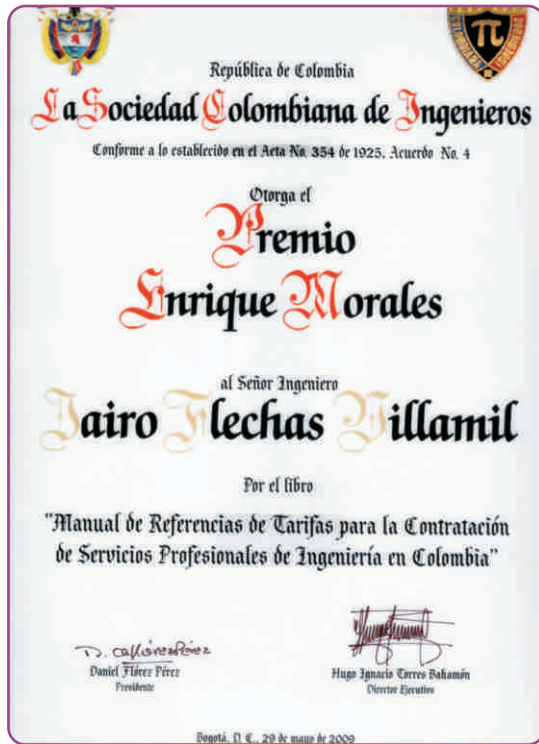 República de Colombia
La Sociedad Colombiana de Ingenieros
Conforme a lo establecido en el Acta No. 354 de 1925, Acuerdo No. 4
Otorga el
Premio
Enrique Morales
al Señor Ingeniero
Jairo Flechas Villamil
Por el libro
"Manual de Referencias de Tarifas para la Contratación
de Servicios Profesionales de Ingeniería en Colombia"
Daniel Flórez Pérez
Presidente
Hugo Ignacio Torres Bahamón
Director Ejecutivo
Bogotá, D. C., 29 de mayo de 2009